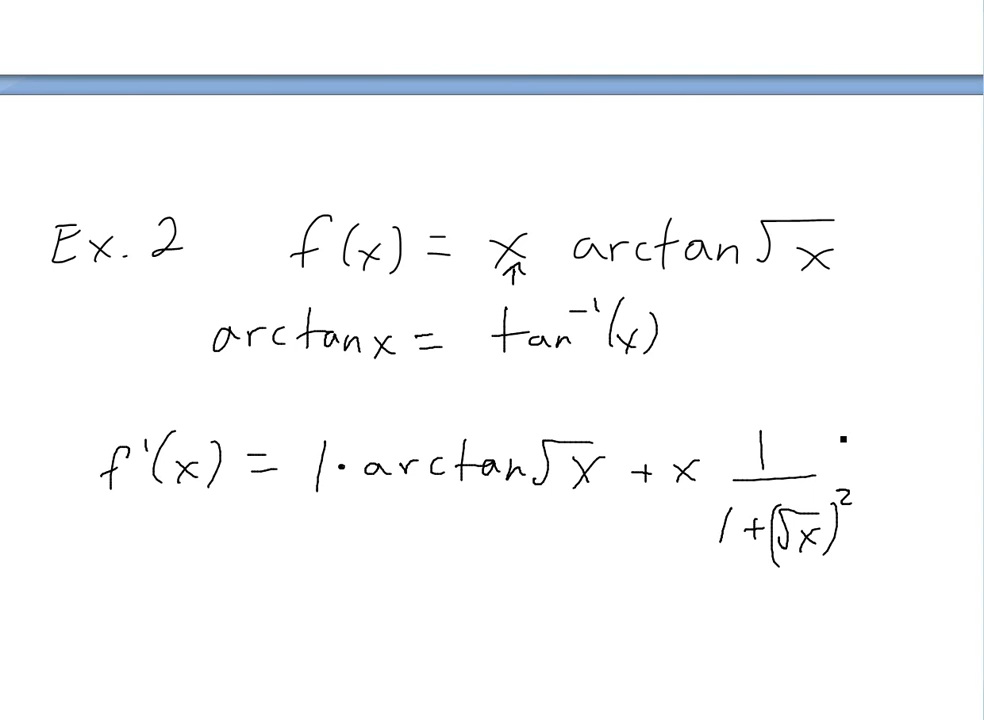 Ex. 2 f(x) = x arctan√x
↑
arctan x = tan⁻¹(x)
f'(x) = 1 · arctan√x + x 1/(1+(√x)²)